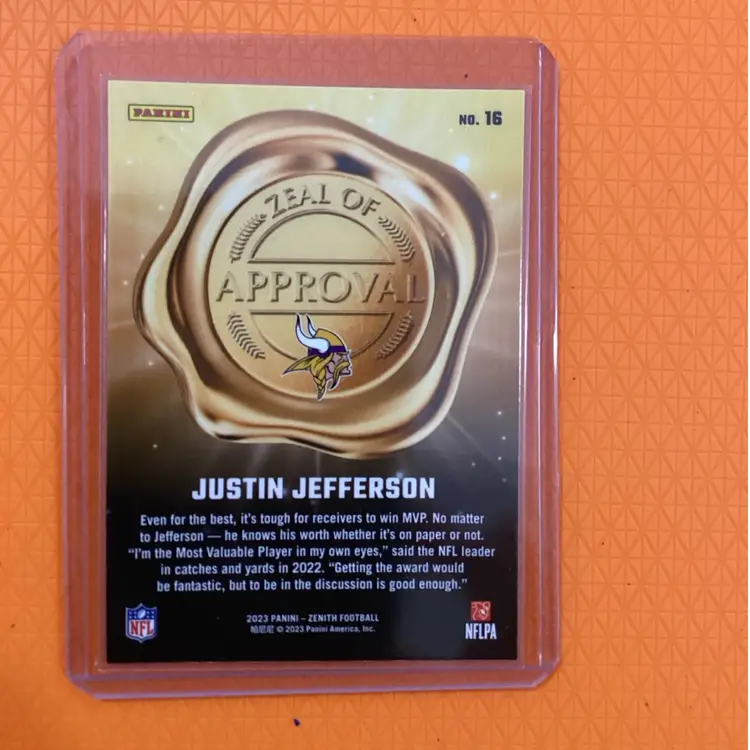 PANINI
NO. 16
ZEAL OF
APPROVAL
JUSTIN JEFFERSON
Even for the best, it's tough for receivers to win MVP. No matter
to Jefferson — he knows his worth whether it's on paper or not.
"I'm the Most Valuable Player in my own eyes," said the NFL leader
in catches and yards in 2022. "Getting the award would
be fantastic, but to be in the discussion is good enough."
NFL
2023 PANINI – ZENITH FOOTBALL
帕尼尼 © 2023 Panini America, Inc.
NFLPA